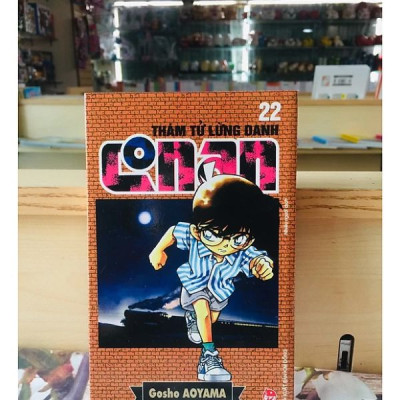 22
THÁM TỬ LỪNG DANH
CONAN
Gosho AOYAMA